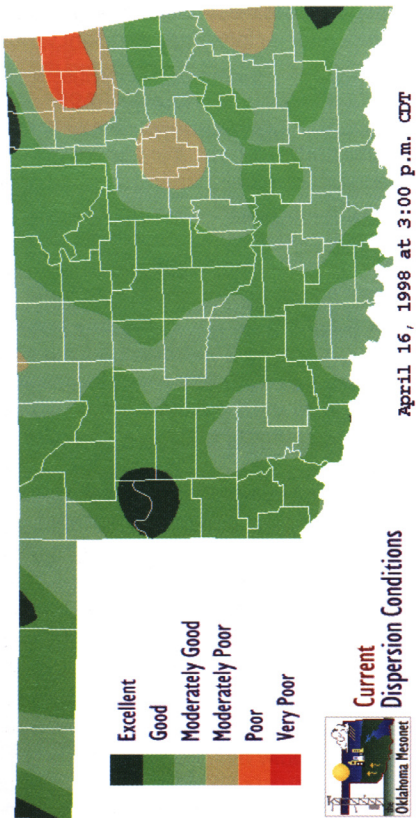 Excellent
Good
Moderately Good
Moderately Poor
Poor
Very Poor
Current
Dispersion Conditions
Oklahoma Mesonet
April 16, 1998 at 3:00 p.m. CDT